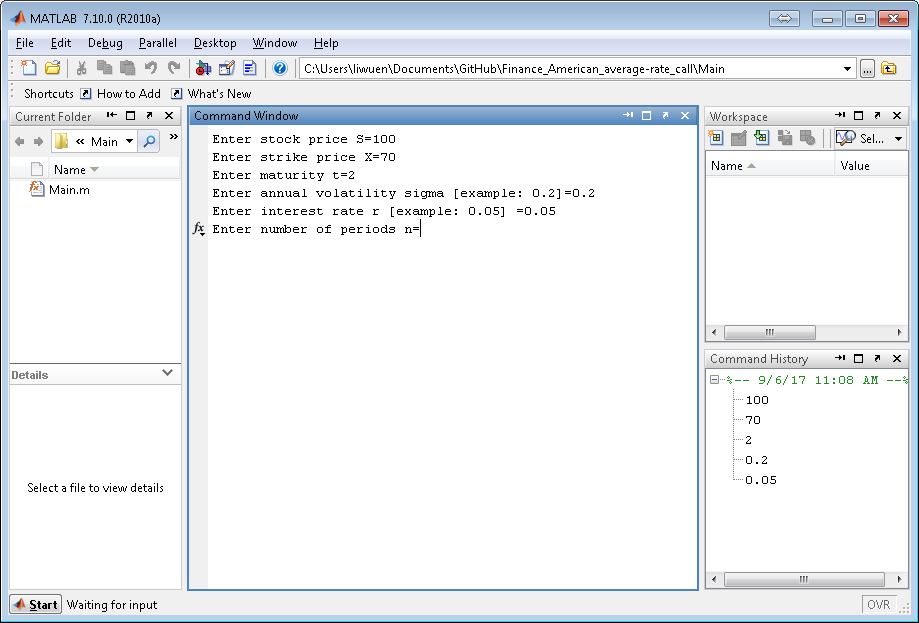 MATLAB 7.10.0 (R2010a)
File Edit Debug Parallel Desktop Window Help
C:\Users\liwuen\Documents\GitHub\Finance_American_average-rate_call\Main
...
Shortcuts How to Add What's New
Current Folder
« Main »
Name
Main.m
Details
Select a file to view details
Command Window
Enter stock price S=100
Enter strike price X=70
Enter maturity t=2
Enter annual volatility sigma [example: 0.2]=0.2
Enter interest rate r [example: 0.05] =0.05
fx Enter number of periods n=
Workspace
Sel...
Name Value
Command History
%-- 9/6/17 11:08 AM --%
100
70
2
0.2
0.05
Start Waiting for input
OVR